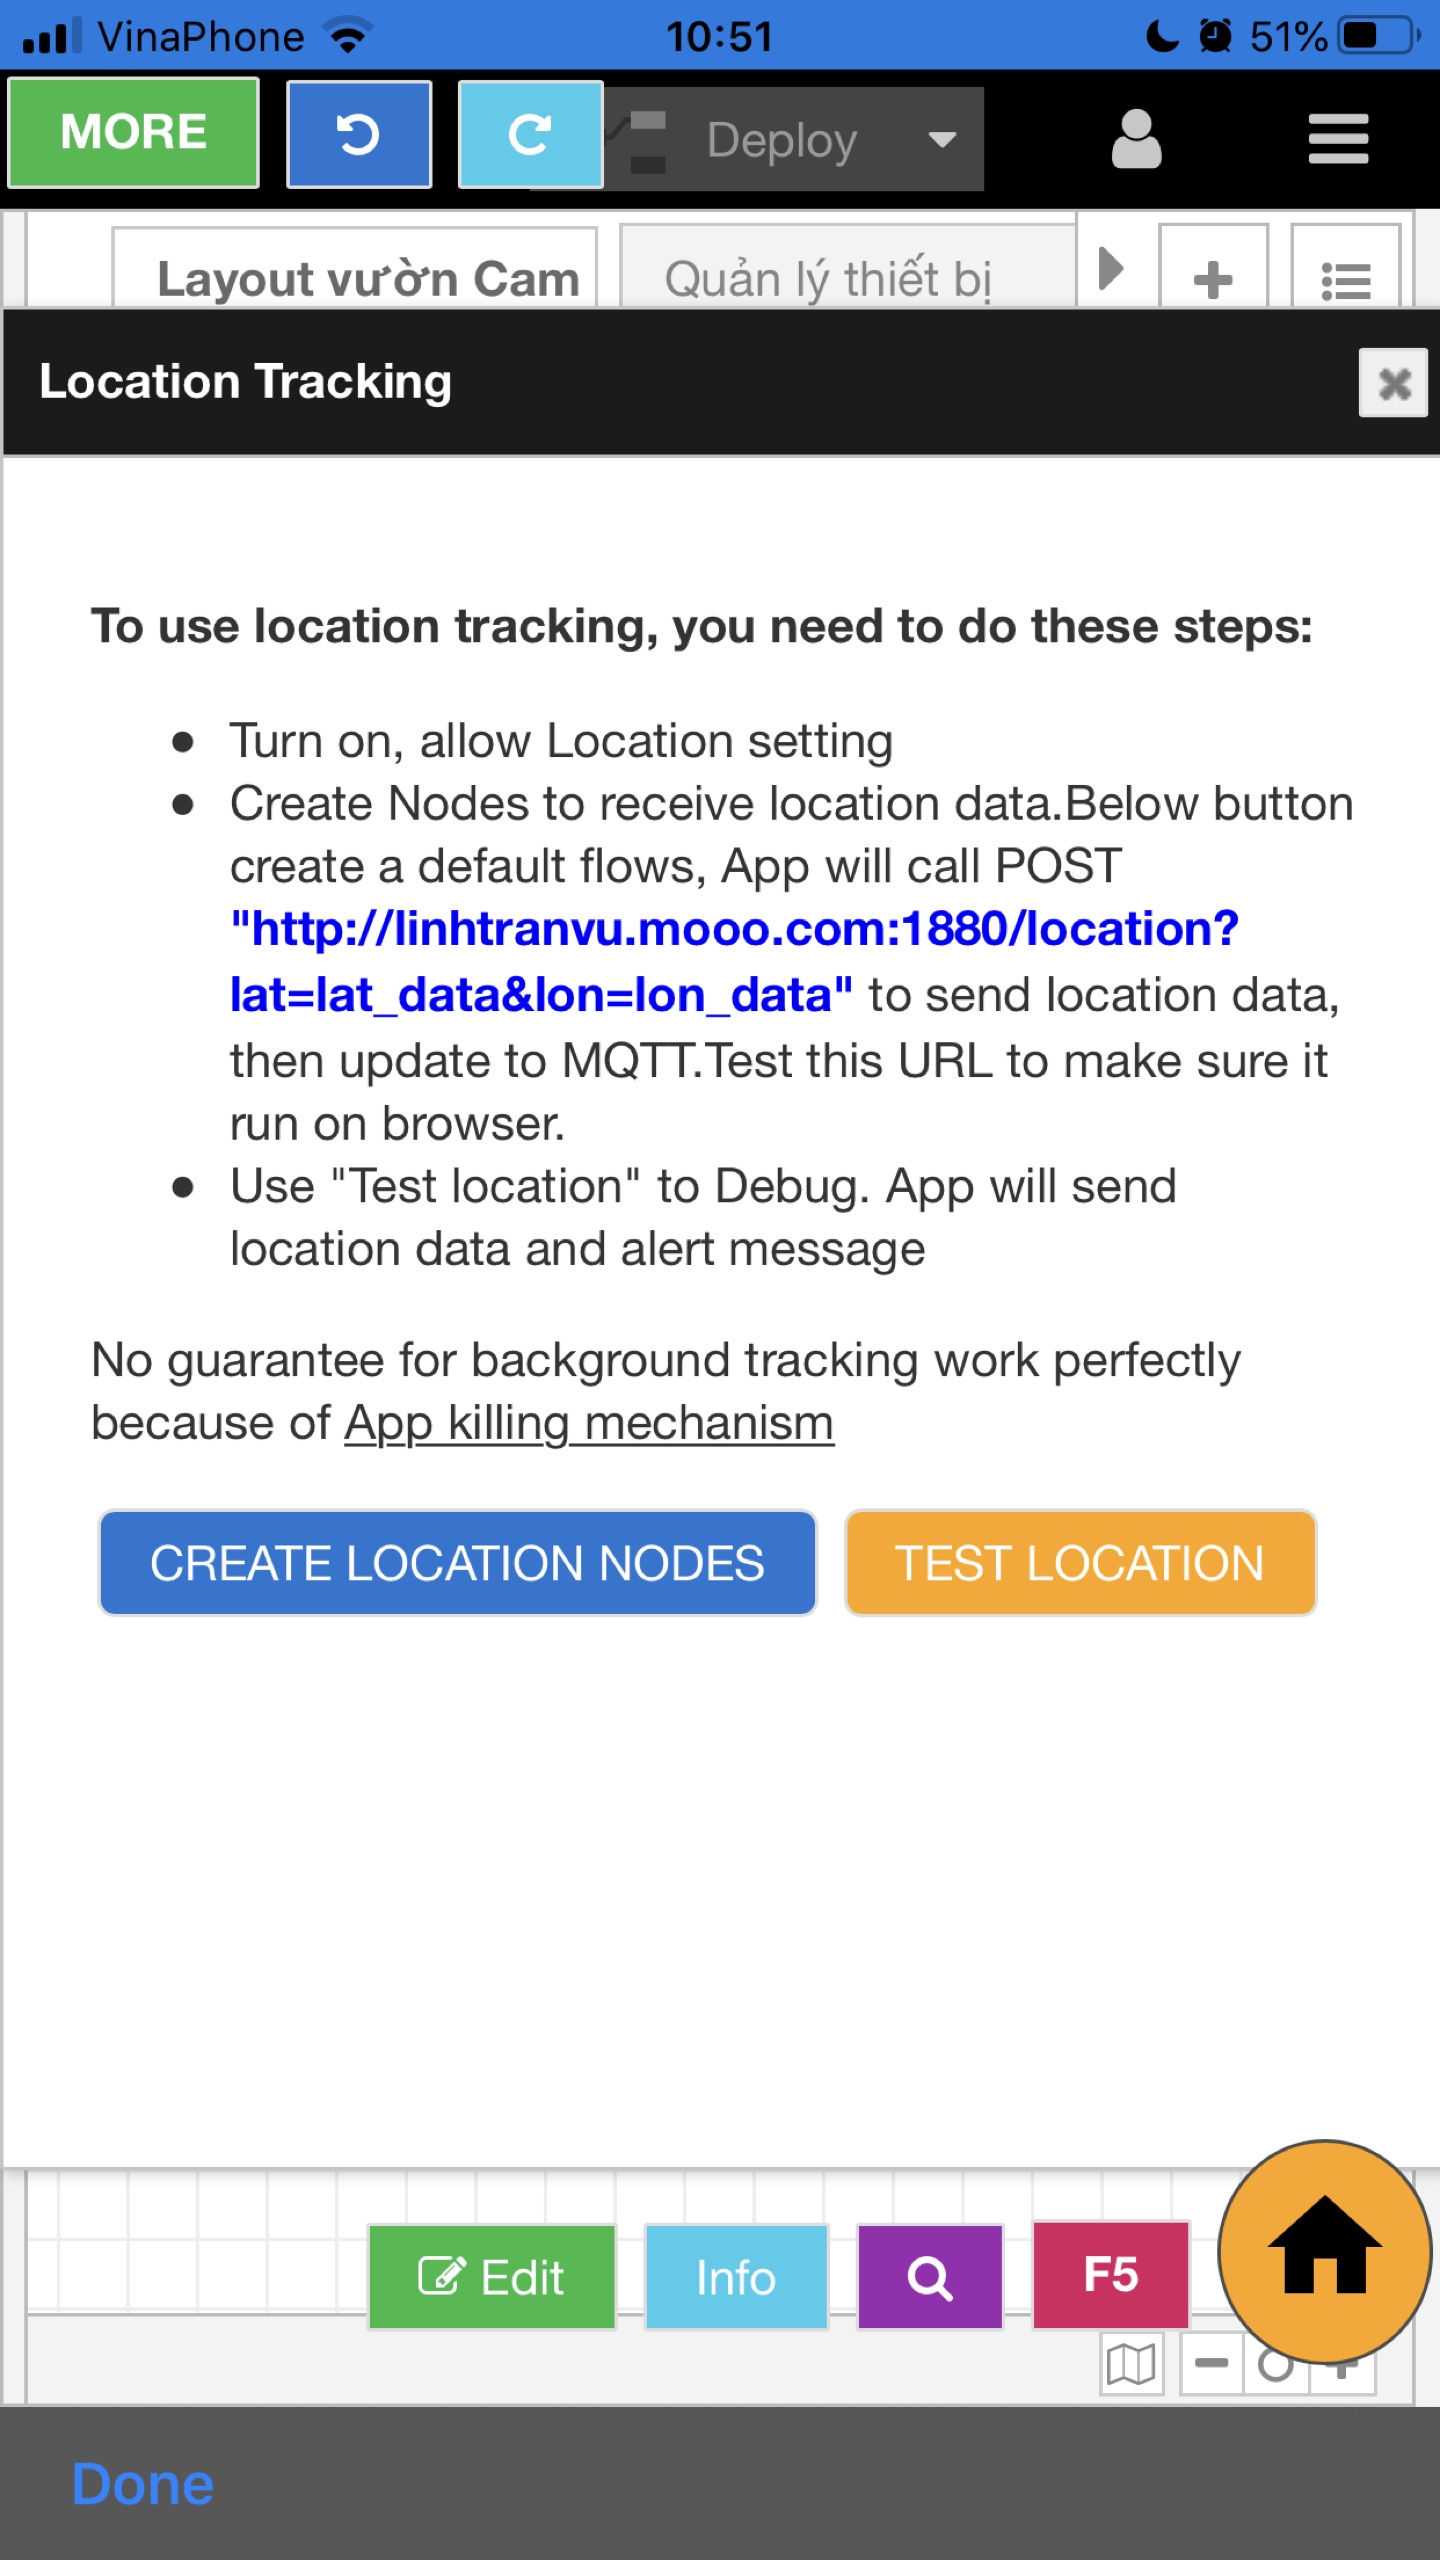 VinaPhone 10:51 51%
MORE Deploy
Layout vườn Cam Quản lý thiết bị
Location Tracking
To use location tracking, you need to do these steps:
Turn on, allow Location setting
Create Nodes to receive location data.Below button
create a default flows, App will call POST
"http://linhtranvu.mooo.com:1880/location?
lat=lat_data&lon=lon_data" to send location data,
then update to MQTT.Test this URL to make sure it
run on browser.
Use "Test location" to Debug. App will send
location data and alert message
No guarantee for background tracking work perfectly
because of App killing mechanism
CREATE LOCATION NODES TEST LOCATION
Edit Info F5
Done